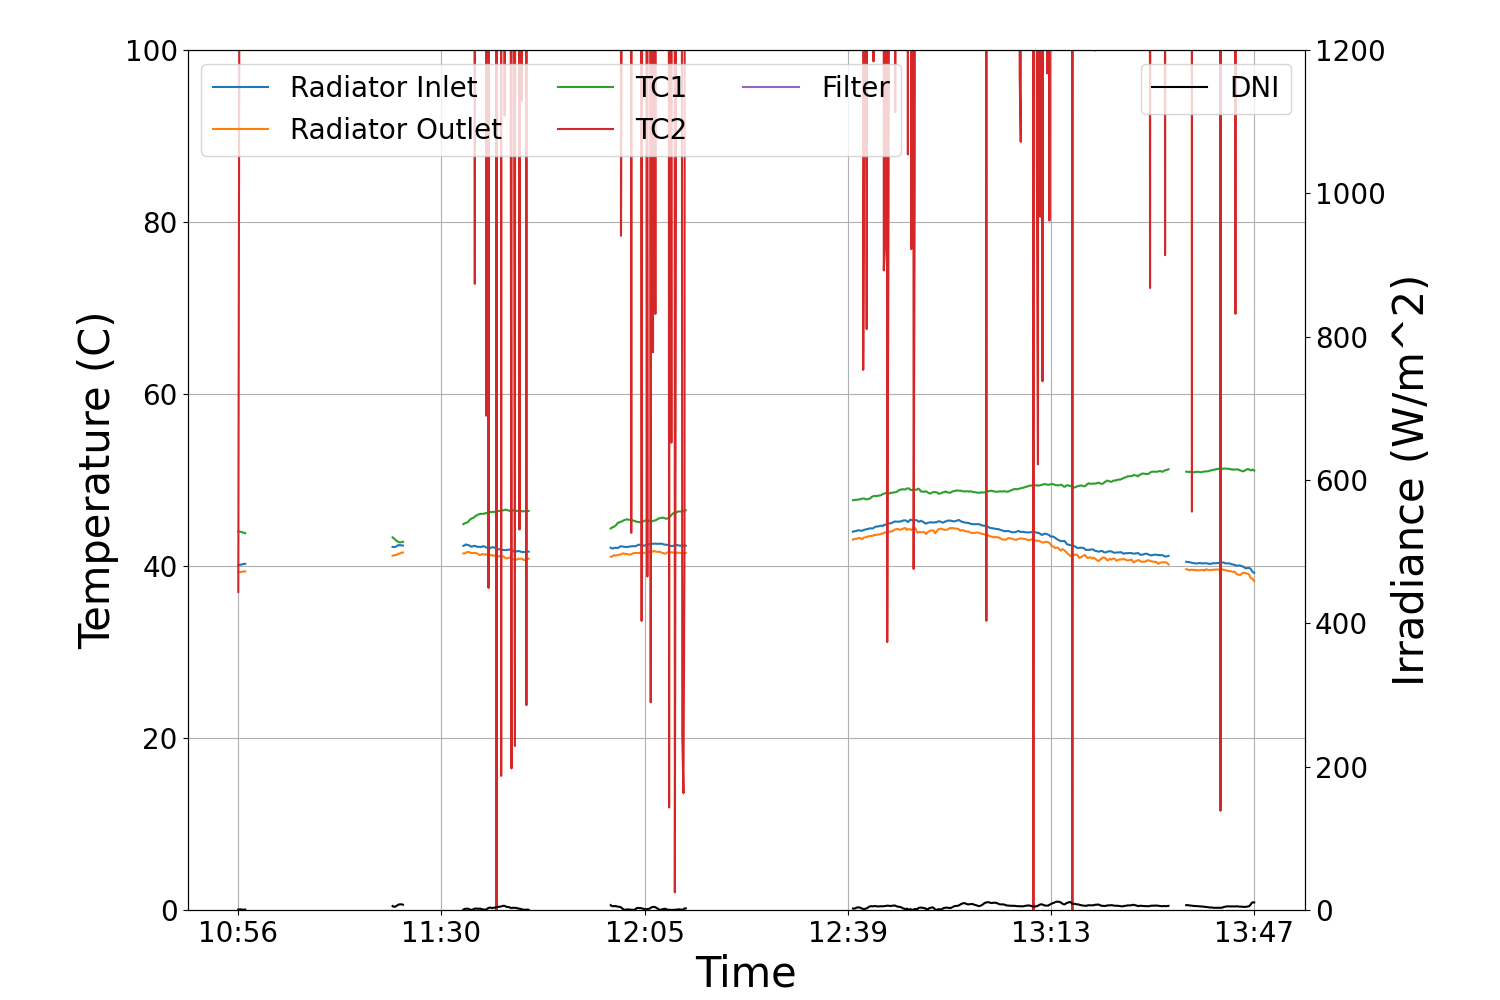 Radiator Inlet
Radiator Outlet
TC1
TC2
Filter
DNI
100
80
60
40
20
0
Temperature (C)
1200
1000
800
600
400
200
0
Irradiance (W/m^2)
10:56
11:30
12:05
12:39
13:13
13:47
Time